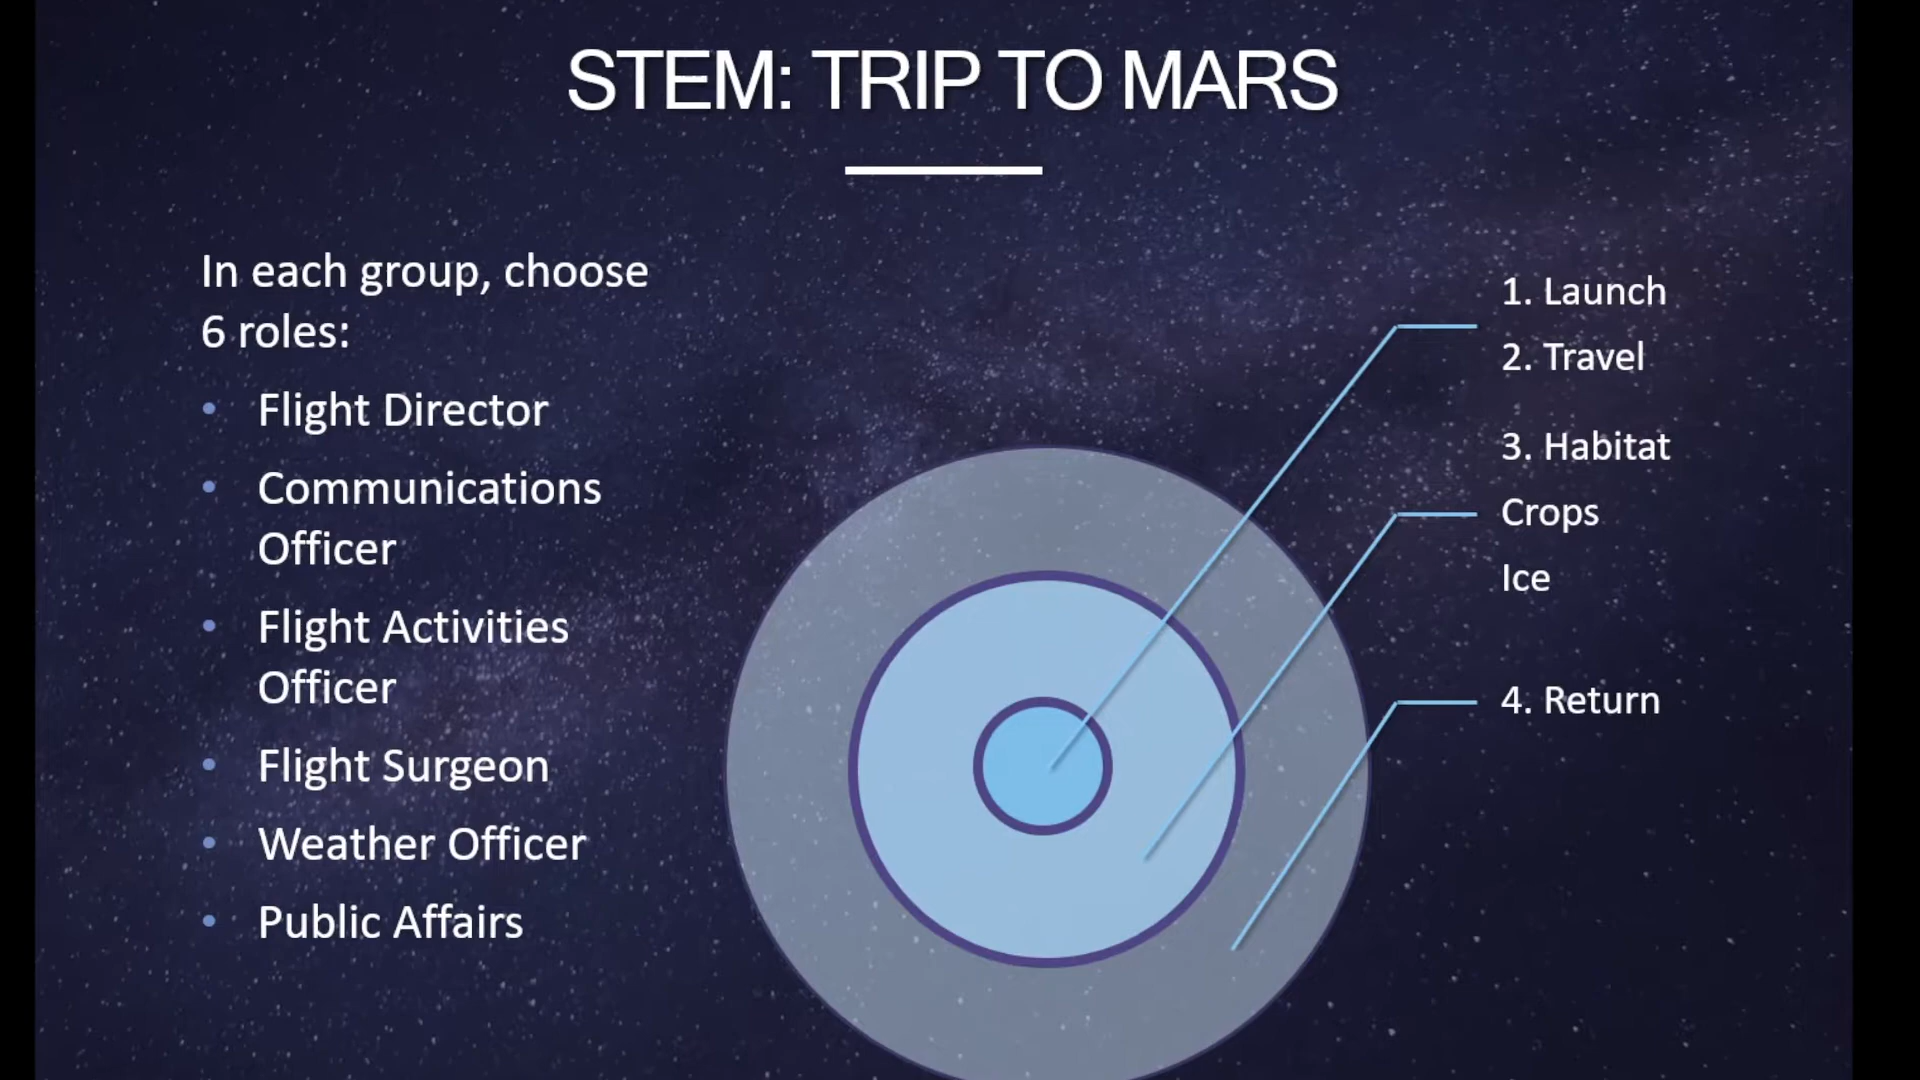 STEM: TRIP TO MARS
In each group, choose
6 roles:
Flight Director
Communications
Officer
Flight Activities
Officer
Flight Surgeon
Weather Officer
Public Affairs
1. Launch
2. Travel
3. Habitat
Crops
Ice
4. Return